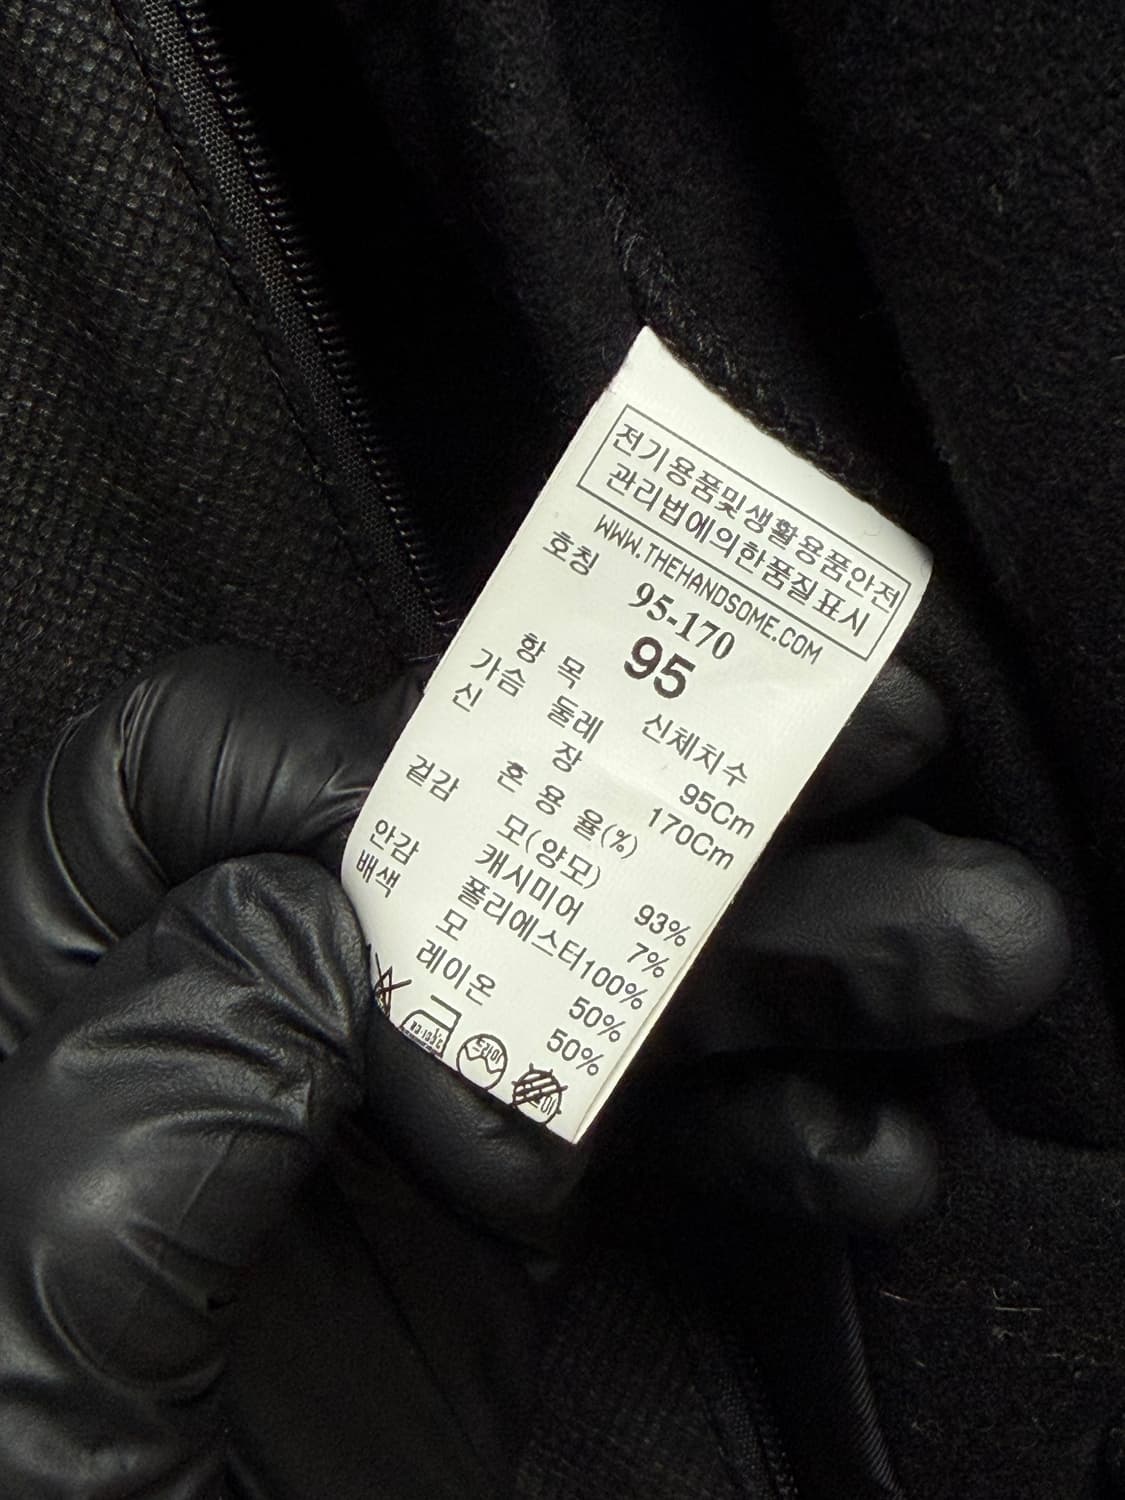 전기용품및생활용품안전
관리법에의한품질표시
WWW.THEHANDSOME.COM
호칭 95-170
95
항 목 신체치수
가슴 둘레 95Cm
신 장 170Cm
혼 용 율(%)
겉감 모(양모) 93%
캐시미어 7%
안감 폴리에스터100%
배색 모 50%
레이온 50%
드라이